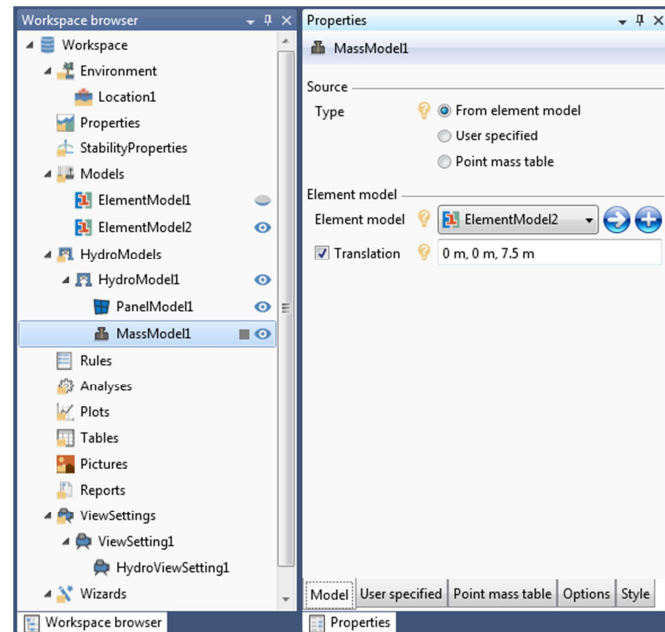 Workspace browser
Workspace
Environment
Location1
Properties
StabilityProperties
Models
ElementModel1
ElementModel2
HydroModels
HydroModel1
PanelModel1
MassModel1
Rules
Analyses
Plots
Tables
Pictures
Reports
ViewSettings
ViewSetting1
HydroViewSetting1
Wizards
Workspace browser
Properties
MassModel1
Source
Type
From element model
User specified
Point mass table
Element model
Element model
ElementModel2
Translation
0 m, 0 m, 7.5 m
Model User specified Point mass table Options Style
Properties